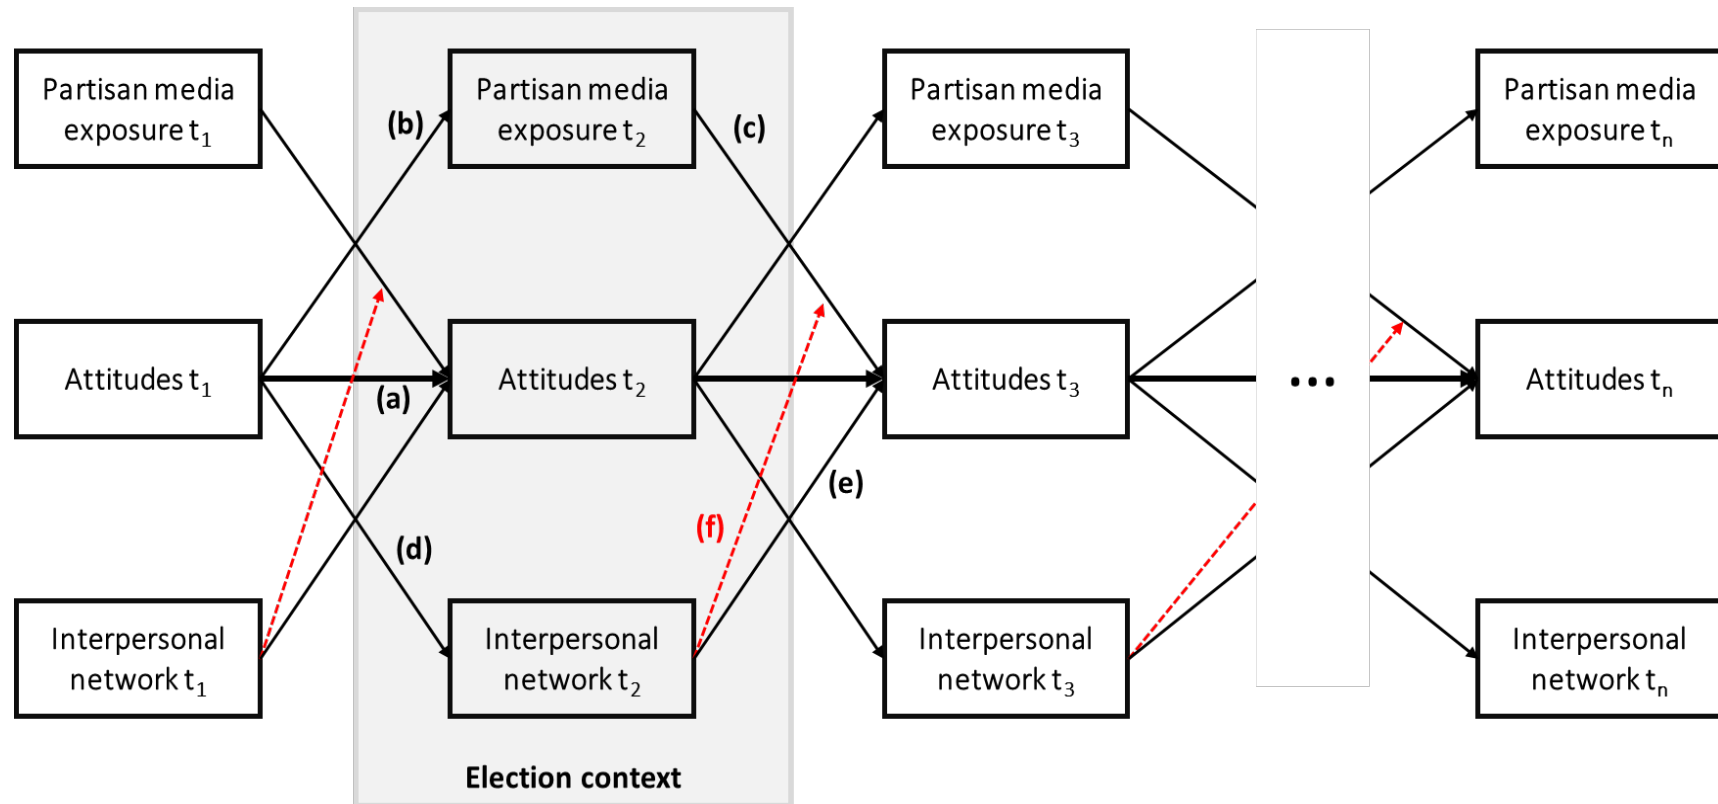 Partisan media
exposure t₁
Partisan media
exposure t₂
Partisan media
exposure t₃
Partisan media
exposure tₙ
(b)
(c)
Attitudes t₁
Attitudes t₂
Attitudes t₃
...
Attitudes tₙ
(a)
(e)
(f)
(d)
Interpersonal
network t₁
Interpersonal
network t₂
Interpersonal
network t₃
Interpersonal
network tₙ
Election context